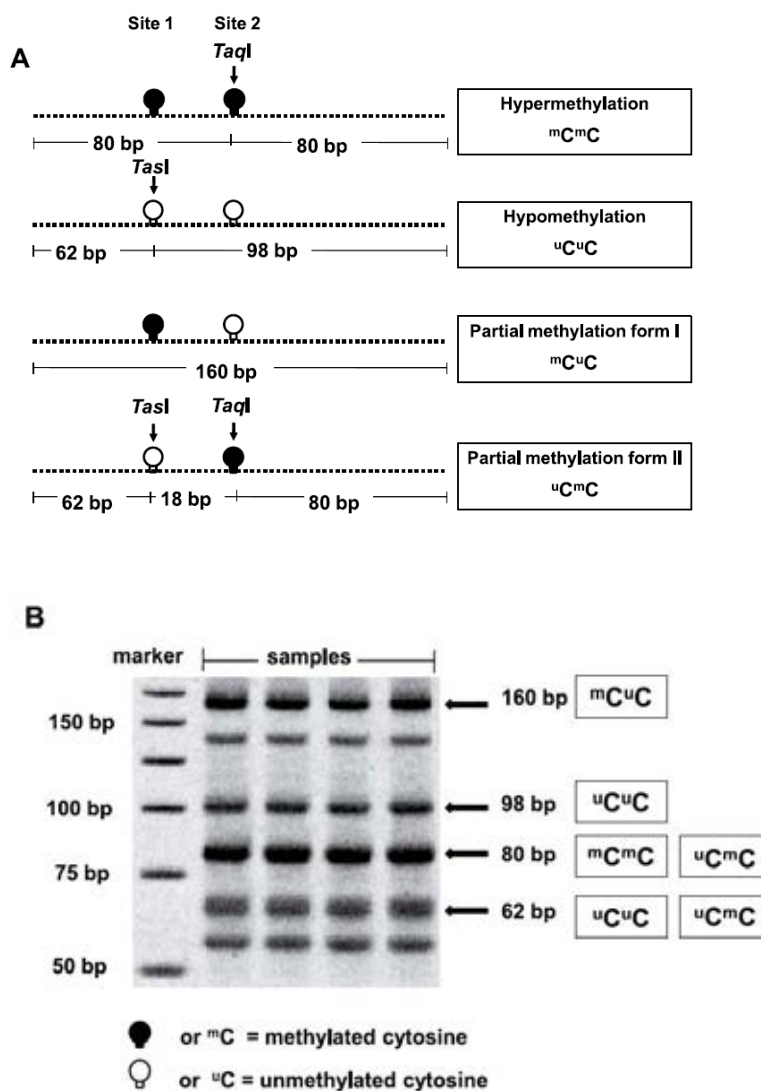 Site 1 Site 2
TaqI
A
Hypermethylation
ᵐCᵐC
80 bp 80 bp
TasI
Hypomethylation
ᵘCᵘC
62 bp 98 bp
Partial methylation form I
ᵐCᵘC
160 bp
TasI TaqI
Partial methylation form II
ᵘCᵐC
62 bp 18 bp 80 bp
B
marker samples
160 bp ᵐCᵘC
150 bp
100 bp 98 bp ᵘCᵘC
80 bp ᵐCᵐC ᵘCᵐC
75 bp
62 bp ᵘCᵘC ᵘCᵐC
50 bp
or ᵐC = methylated cytosine
or ᵘC = unmethylated cytosine